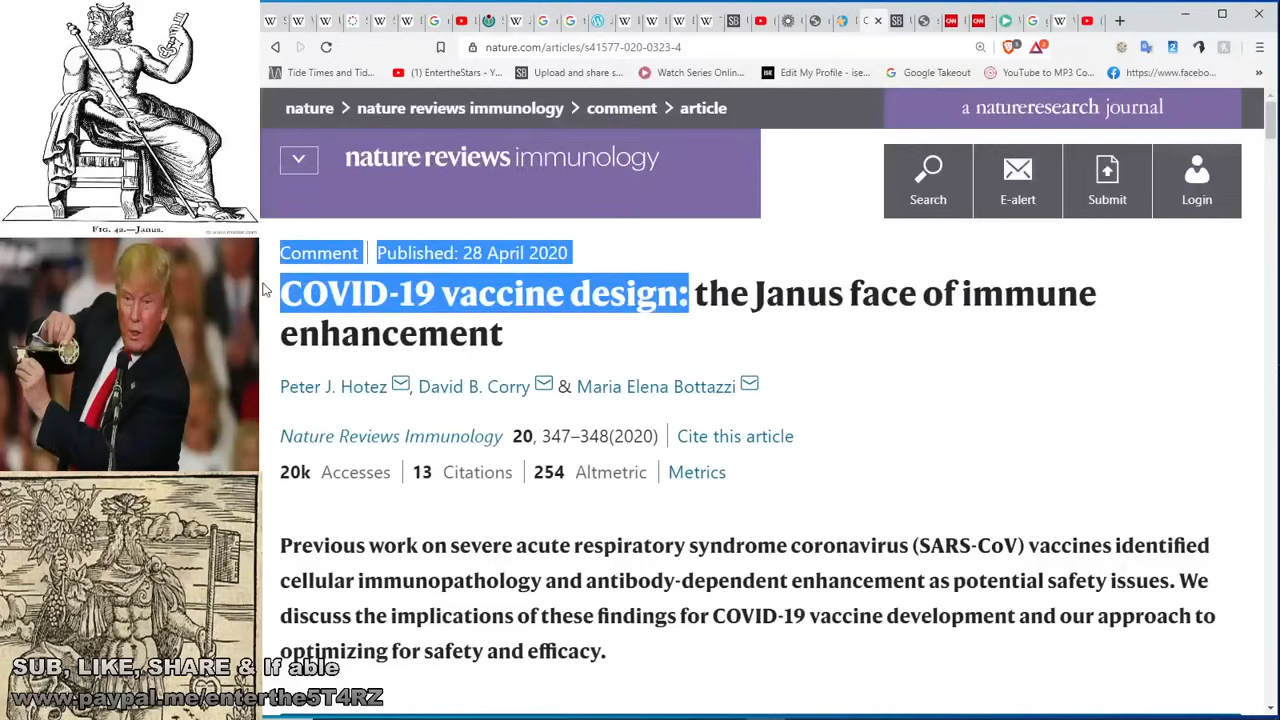 nature.com/articles/s41577-020-0323-4
Tide Times and Tid... EntertheStars - Y... Upload and share s... Watch Series Onlin... Edit My Profile - ise... Google Takeout YouTube to MP3 Co... https://www.facebo... »
nature > nature reviews immunology > comment > article
a natureresearch journal
nature reviews immunology
Search E-alert Submit Login
FIG. 42.—Janus.
Comment | Published: 28 April 2020
COVID-19 vaccine design: the Janus face of immune
enhancement
Peter J. Hotez, David B. Corry & Maria Elena Bottazzi
Nature Reviews Immunology 20, 347–348(2020) | Cite this article
20k Accesses | 13 Citations | 254 Altmetric | Metrics
Previous work on severe acute respiratory syndrome coronavirus (SARS-CoV) vaccines identified
cellular immunopathology and antibody-dependent enhancement as potential safety issues. We
discuss the implications of these findings for COVID-19 vaccine development and our approach to
optimizing for safety and efficacy.
SUB, LIKE, SHARE & If able
www.paypal.me/enterthe5T4RZ